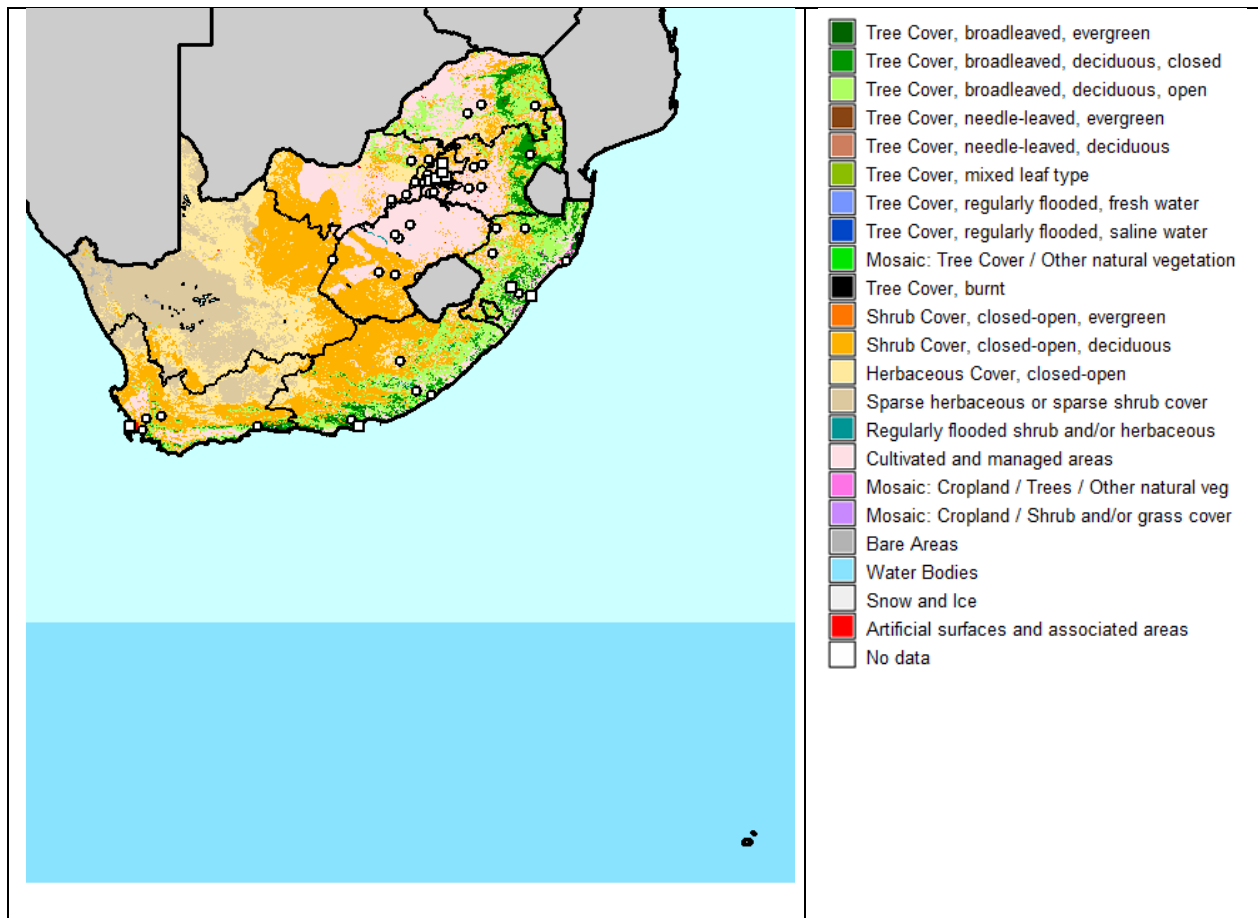 Tree Cover, broadleaved, evergreen
Tree Cover, broadleaved, deciduous, closed
Tree Cover, broadleaved, deciduous, open
Tree Cover, needle-leaved, evergreen
Tree Cover, needle-leaved, deciduous
Tree Cover, mixed leaf type
Tree Cover, regularly flooded, fresh water
Tree Cover, regularly flooded, saline water
Mosaic: Tree Cover / Other natural vegetation
Tree Cover, burnt
Shrub Cover, closed-open, evergreen
Shrub Cover, closed-open, deciduous
Herbaceous Cover, closed-open
Sparse herbaceous or sparse shrub cover
Regularly flooded shrub and/or herbaceous
Cultivated and managed areas
Mosaic: Cropland / Trees / Other natural veg
Mosaic: Cropland / Shrub and/or grass cover
Bare Areas
Water Bodies
Snow and Ice
Artificial surfaces and associated areas
No data